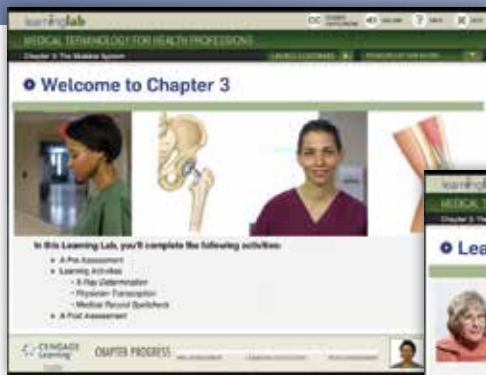 learninglab
MEDICAL TERMINOLOGY FOR HEALTH PROFESSIONS
Chapter 3: The Skeletal System
Welcome to Chapter 3
In this Learning Lab, you'll complete the following activities:
A Pre Assessment
Learning Activities
- X-Ray Determination
- Physician Transcription
- Medical Record Spellcheck
A Post Assessment
CENGAGE
Learning
CHAPTER PROGRESS
learningl
MEDICAL T
Chapter 3: The
Lea